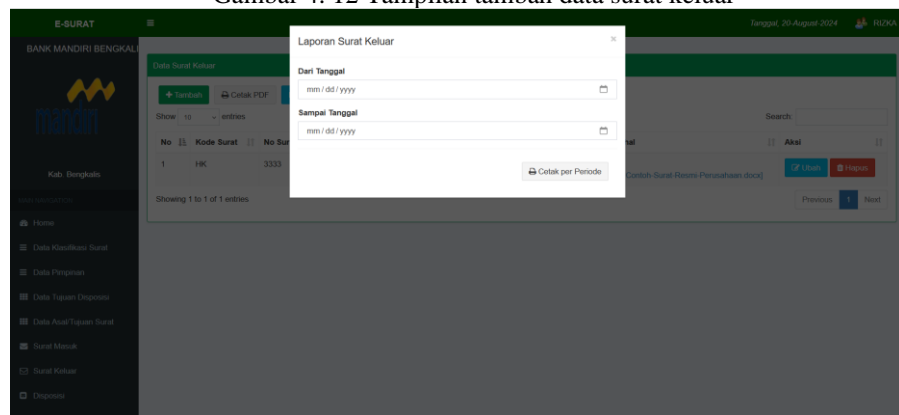 Gambar 4. 12 Tampilan tambah data surat keluar
E-SURAT
Tanggal, 20-August-2024
RIZKA
BANK MANDIRI BENGKALI
mandiri
Kab. Bengkalis
Home
Data Klasifikasi Surat
Data Pimpinan
Data Tujuan Disposisi
Data Asal/Tujuan Surat
Surat Masuk
Surat Keluar
Disposisi
Data Surat Keluar
+ Tambah Cetak PDF
Show 10 entries
Search:
No Kode Surat No Sur hal Aksi
1 HK 3333 Contoh-Surat-Resmi-Perusahaan.docx] Ubah Hapus
Showing 1 to 1 of 1 entries
Previous 1 Next
Laporan Surat Keluar ×
Dari Tanggal
mm / dd / yyyy
Sampai Tanggal
mm / dd / yyyy
Cetak per Periode